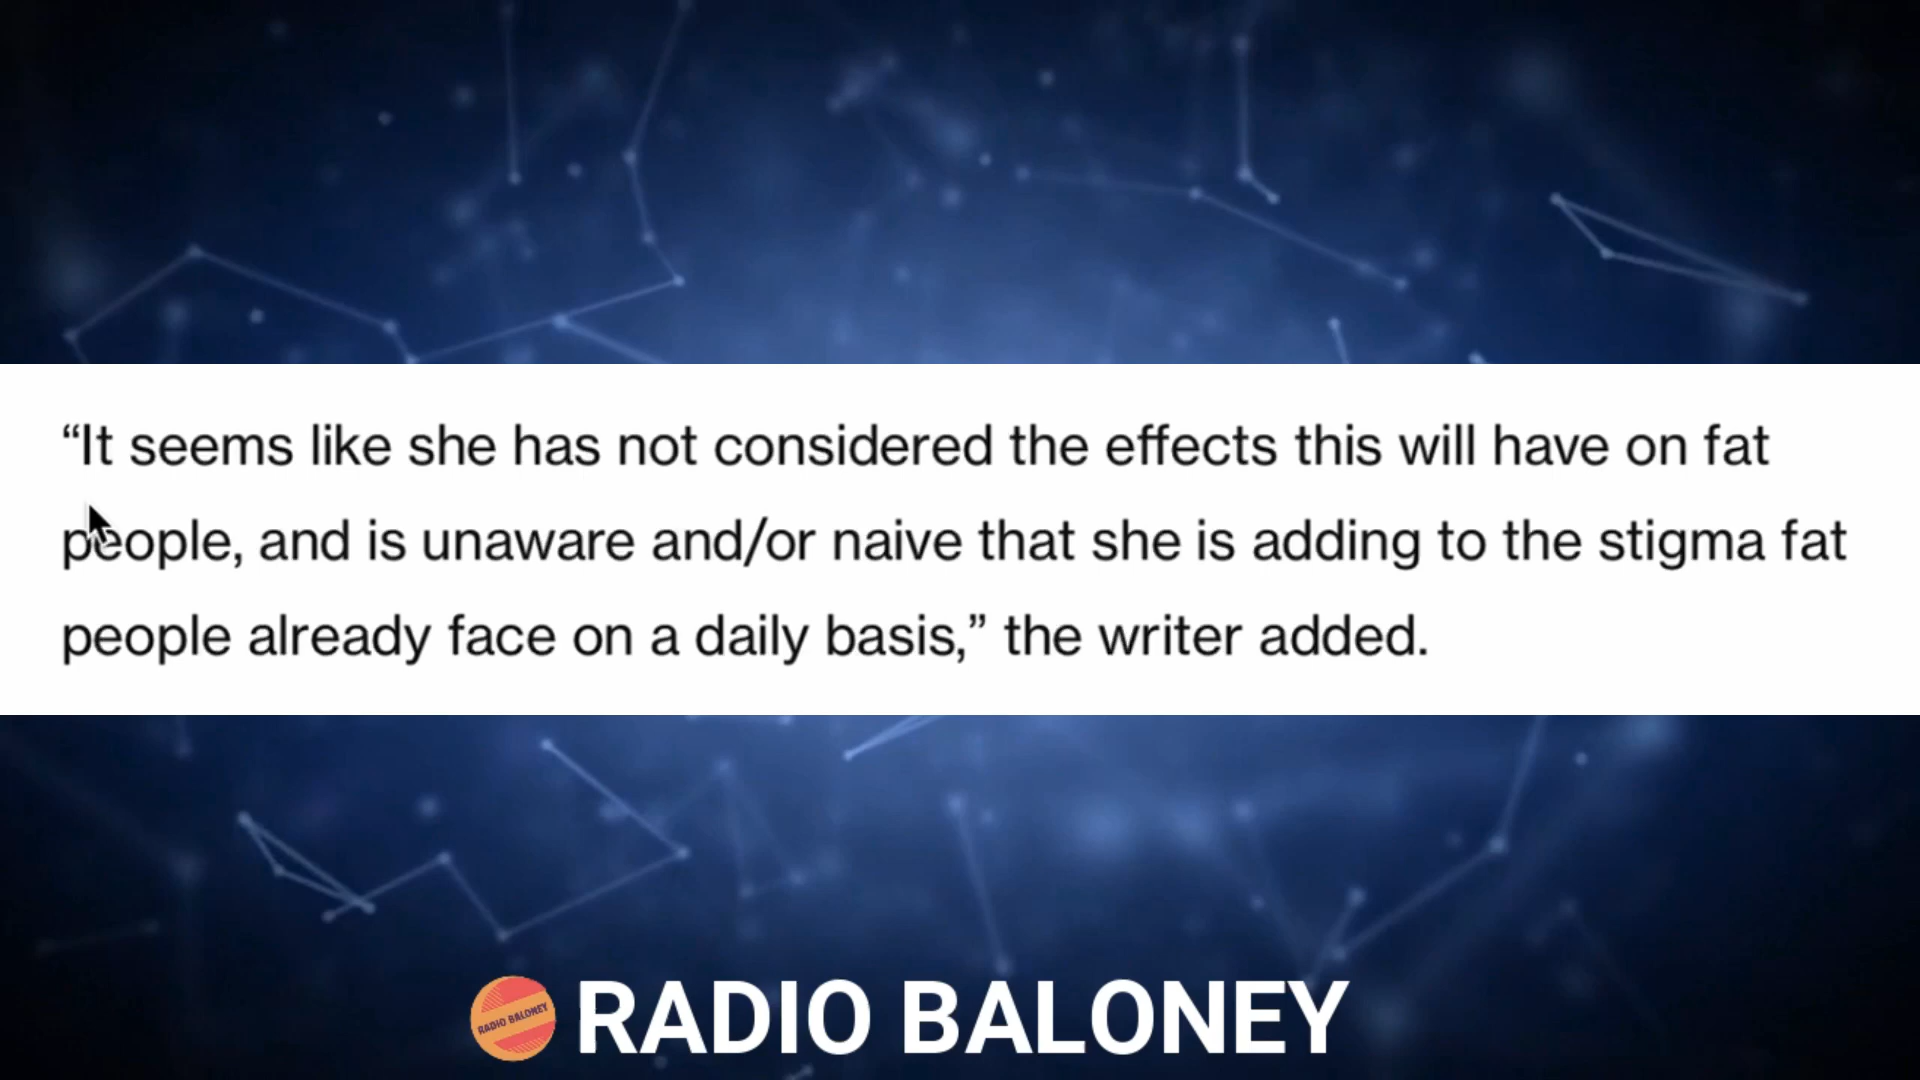 “It seems like she has not considered the effects this will have on fat
people, and is unaware and/or naive that she is adding to the stigma fat
people already face on a daily basis,” the writer added.
RADIO BALONEY
RADIO BALONEY